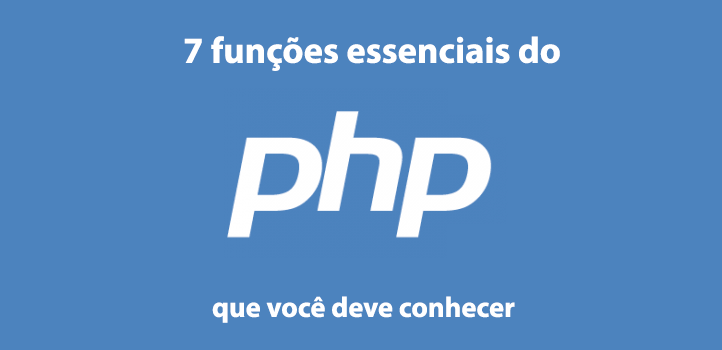 7 funções essenciais do
php
que você deve conhecer